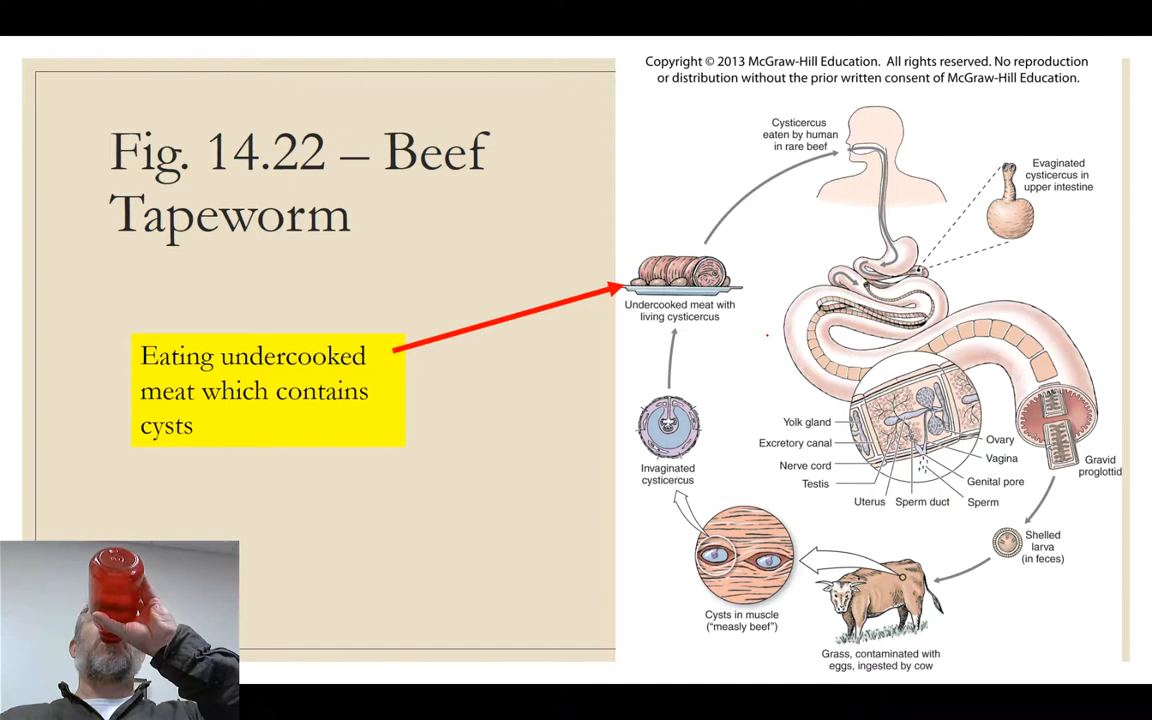 Copyright © 2013 McGraw-Hill Education. All rights reserved. No reproduction
or distribution without the prior written consent of McGraw-Hill Education.
Fig. 14.22 – Beef
Tapeworm
Eating undercooked
meat which contains
cysts
Cysticercus
eaten by human
in rare beef
Evaginated
cysticercus in
upper intestine
Undercooked meat with
living cysticercus
Yolk gland
Excretory canal
Nerve cord
Testis
Uterus
Sperm duct
Sperm
Genital pore
Vagina
Ovary
Gravid
proglottid
Invaginated
cysticercus
Shelled
larva
(in feces)
Cysts in muscle
(“measly beef”)
Grass, contaminated with
eggs, ingested by cow